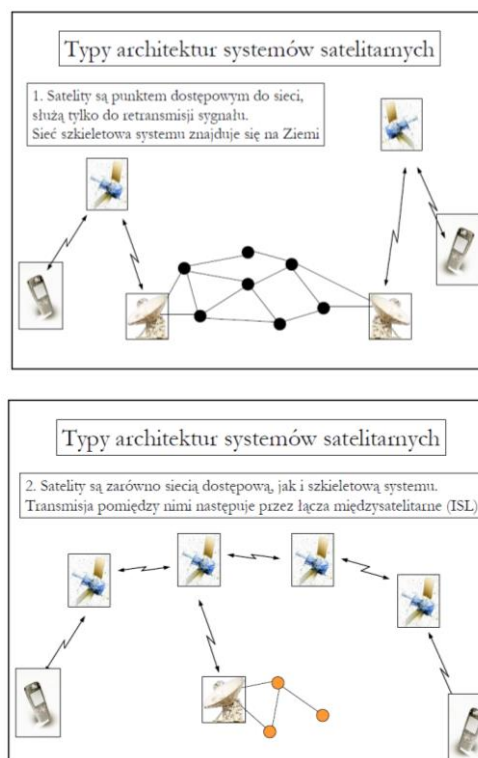 Typy architektur systemów satelitarnych
1. Satelity są punktem dostępowym do sieci,
służą tylko do retransmisji sygnału.
Sieć szkieletowa systemu znajduje się na Ziemi
Typy architektur systemów satelitarnych
2. Satelity są zarówno siecią dostępową, jak i szkieletową systemu.
Transmisja pomiędzy nimi następuje przez łącza międzysatelitarne (ISL)